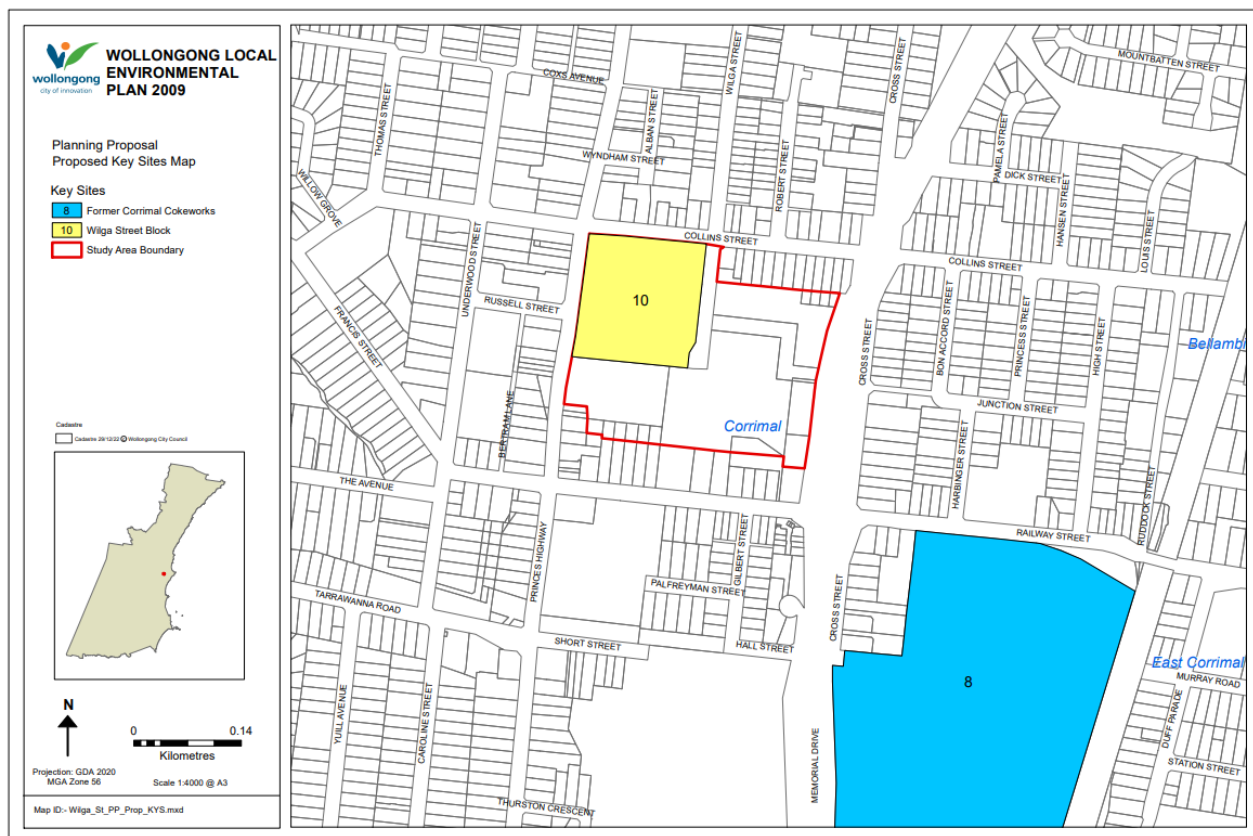 wollongong
city of innovation
WOLLONGONG LOCAL
ENVIRONMENTAL
PLAN 2009
Planning Proposal
Proposed Key Sites Map
Key Sites
8 Former Corrimal Cokeworks
10 Wilga Street Block
Study Area Boundary
Cadastre
Cadastre 29/12/22 © Wollongong City Council
N
0 0.14
Kilometres
Projection: GDA 2020
MGA Zone 56
Scale 1:4000 @ A3
Map ID:- Wilga_St_PP_Prop_KYS.mxd
COXS AVENUE
WILGA STREET
CROSS STREET
MOUNTBATTEN STREET
THOMAS STREET
ALBAN STREET
WYNDHAM STREET
ROBERT STREET
PAMELA STREET
DICK STREET
HANSEN STREET
LOUIS STREET
WILLOW GROVE
UNDERWOOD STREET
COLLINS STREET
COLLINS STREET
RUSSELL STREET
10
FRANCIS STREET
CROSS STREET
BON ACCORD STREET
PRINCESS STREET
HIGH STREET
Bellambi
JUNCTION STREET
BERTRAM LANE
Corrimal
HARBINGER STREET
RUDDOCK STREET
THE AVENUE
PRINCES HIGHWAY
GILBERT STREET
RAILWAY STREET
PALFREYMAN STREET
TARRAWANNA ROAD
CROSS STREET
SHORT STREET
HALL STREET
East Corrimal
MURRAY ROAD
8
YUILL AVENUE
CAROLINE STREET
MEMORIAL DRIVE
DUFF PARADE
STATION STREET
THURSTON CRESCENT